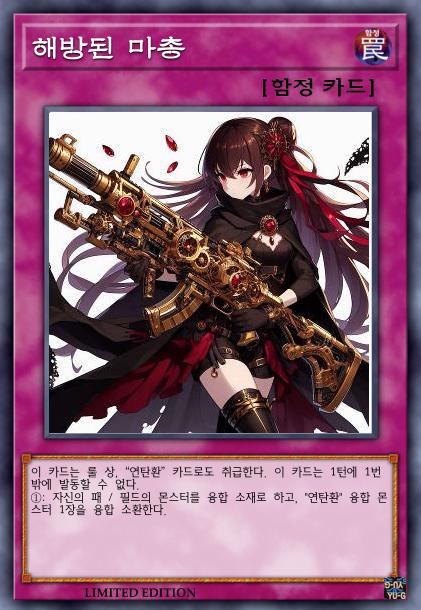 해방된 마총
함정
罠
[함정 카드]
이 카드는 룰 상, "연탄환" 카드로도 취급한다. 이 카드는 1턴에 1번
밖에 발동할 수 없다.
①: 자신의 패 / 필드의 몬스터를 융합 소재로 하고, "연탄환" 융합 몬
스터 1장을 융합 소환한다.
LIMITED EDITION